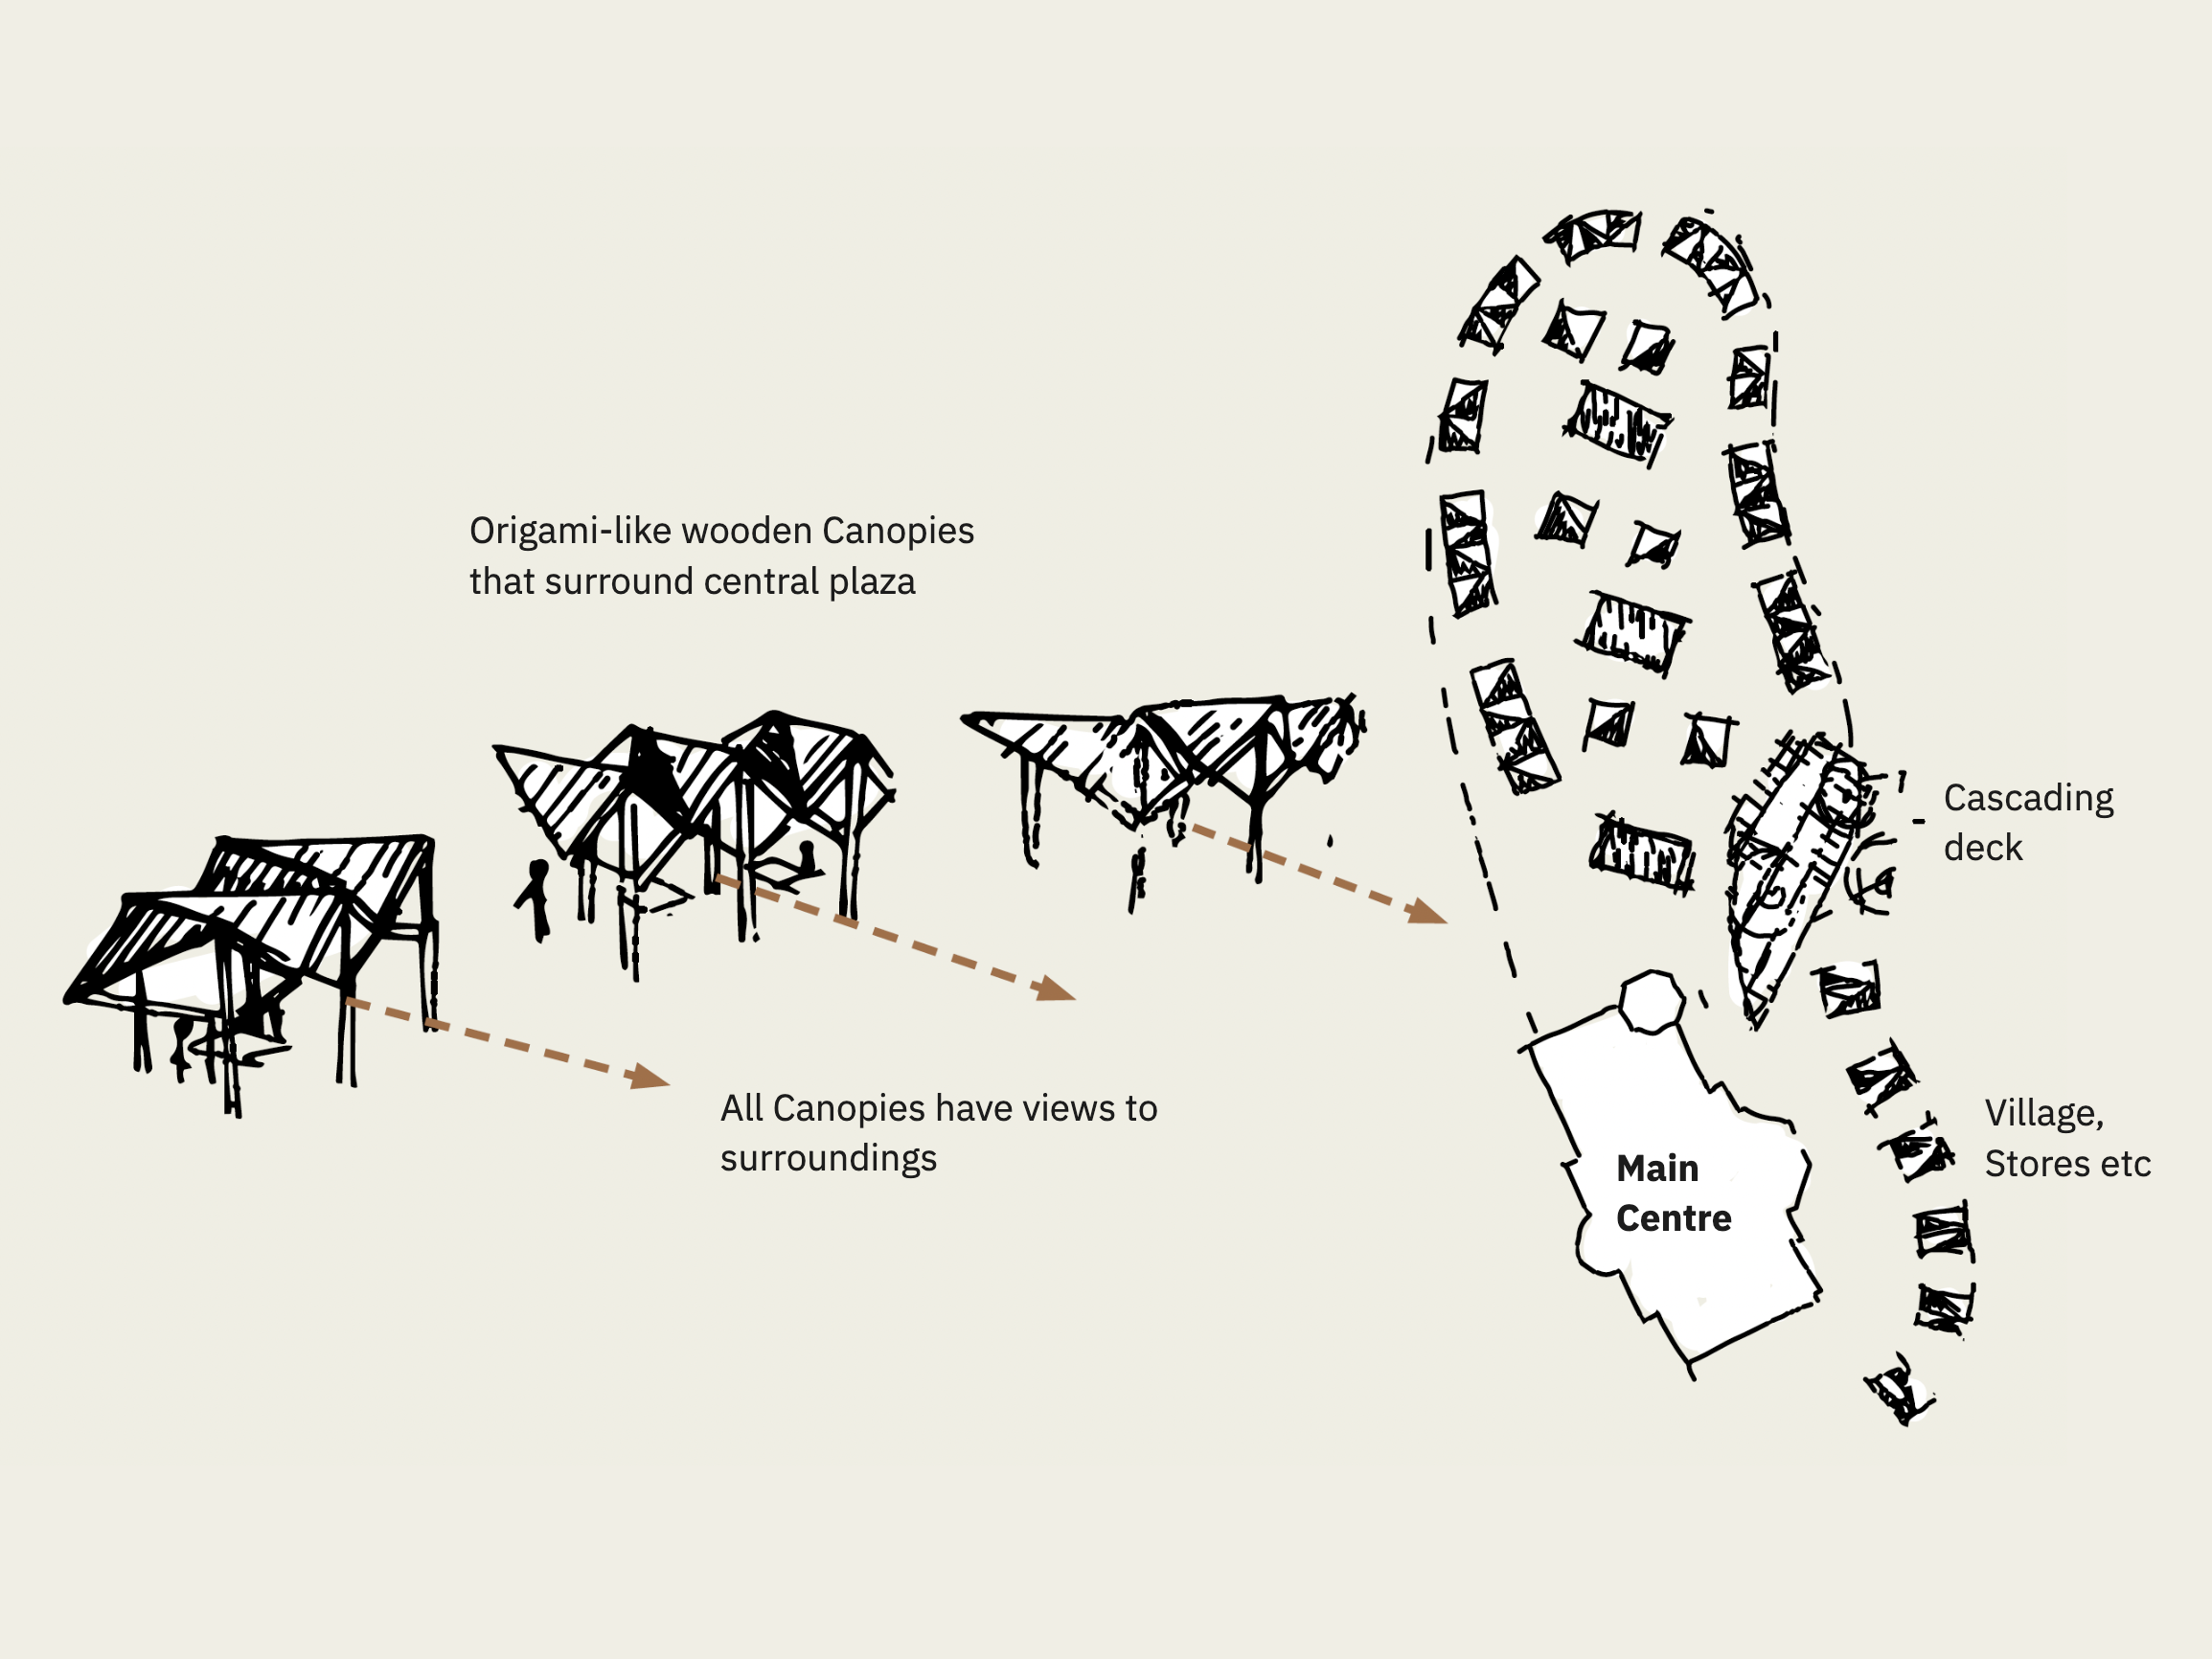 Origami-like wooden Canopies
that surround central plaza
All Canopies have views to
surroundings
Cascading
deck
Village,
Stores etc
Main
Centre